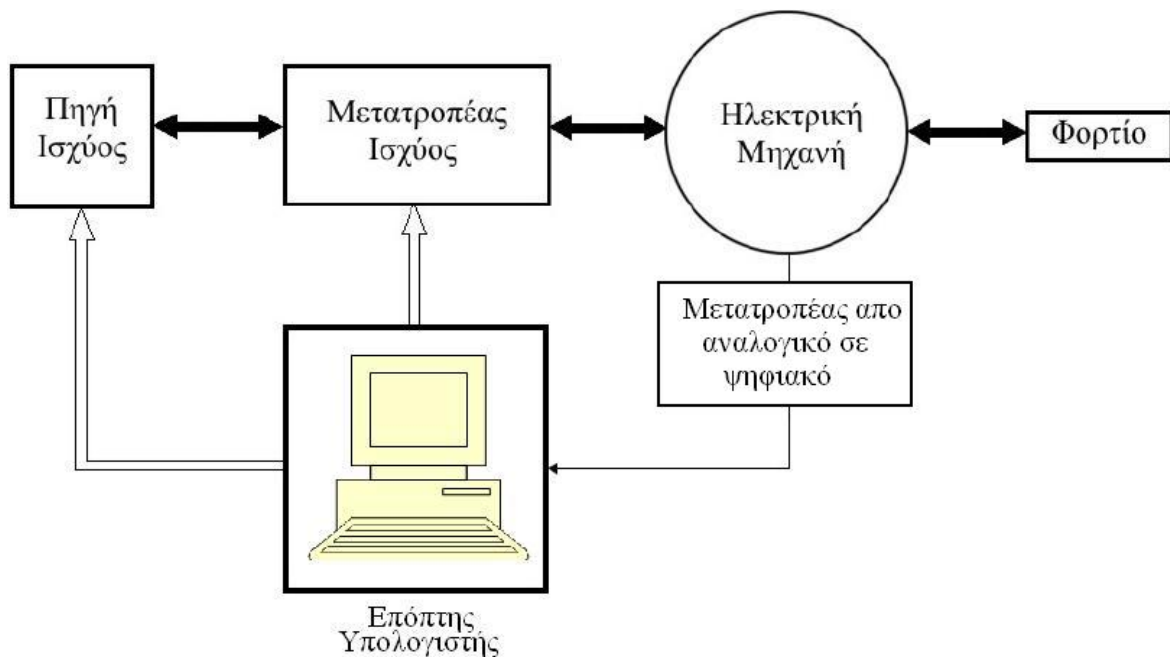 Πηγή
Ισχύος
Μετατροπέας
Ισχύος
Ηλεκτρική
Μηχανή
Φορτίο
Μετατροπέας απο
αναλογικό σε
ψηφιακό
Επόπτης
Υπολογιστής